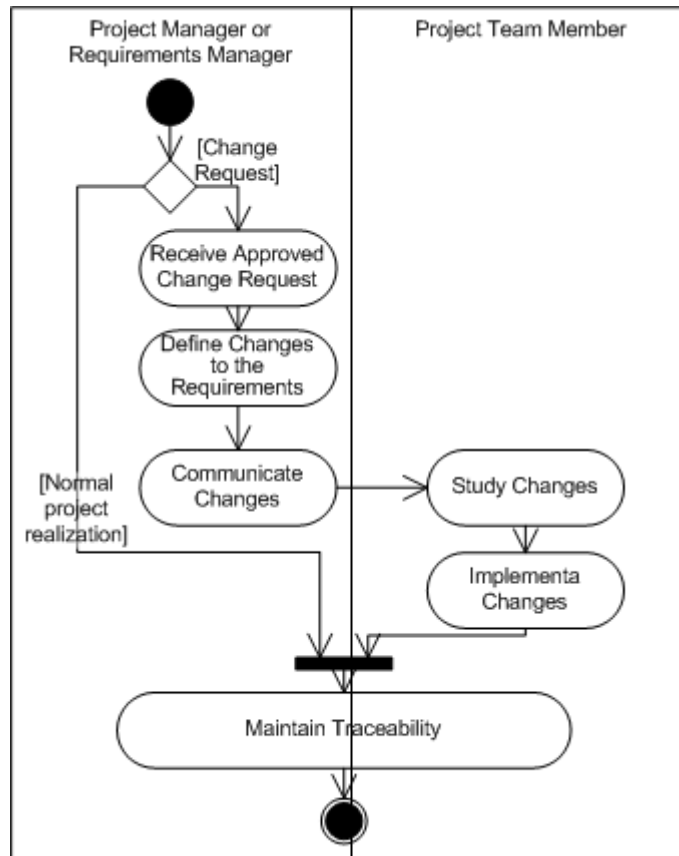 Project Manager or
Requirements Manager
Project Team Member
[Change
Request]
Receive Approved
Change Request
Define Changes
to the
Requirements
Communicate
Changes
Study Changes
[Normal
project
realization]
Implementa
Changes
Maintain Traceability